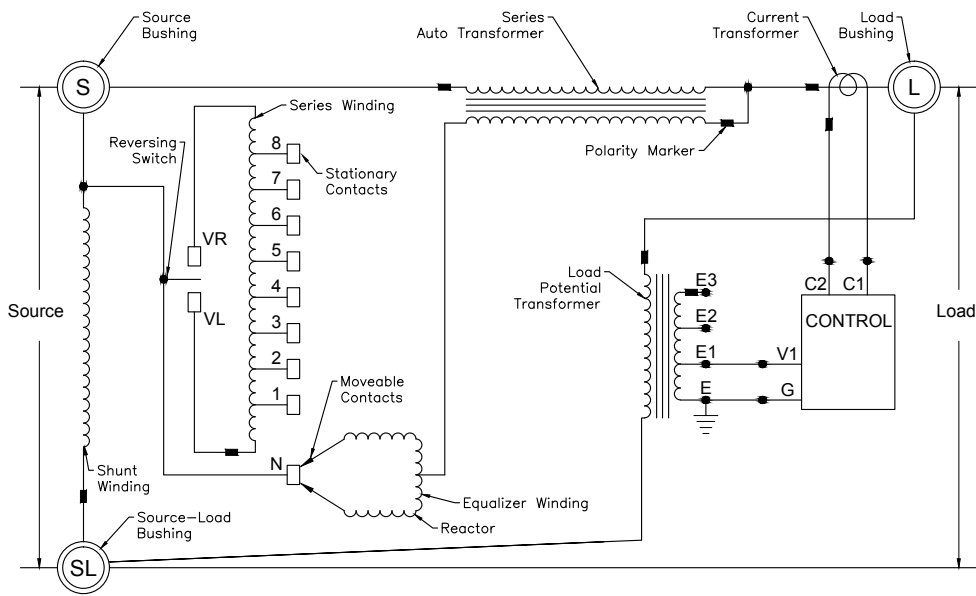 Source
Bushing
Series
Auto Transformer
Current
Transformer
Load
Bushing
S
L
Series Winding
Reversing
Switch
8
7
6
5
4
3
2
1
N
Stationary
Contacts
Polarity Marker
VR
VL
Source
Load
Potential
Transformer
E3
E2
E1
E
V1
G
C2
C1
CONTROL
Load
Moveable
Contacts
Shunt
Winding
Equalizer Winding
Reactor
Source-Load
Bushing
SL